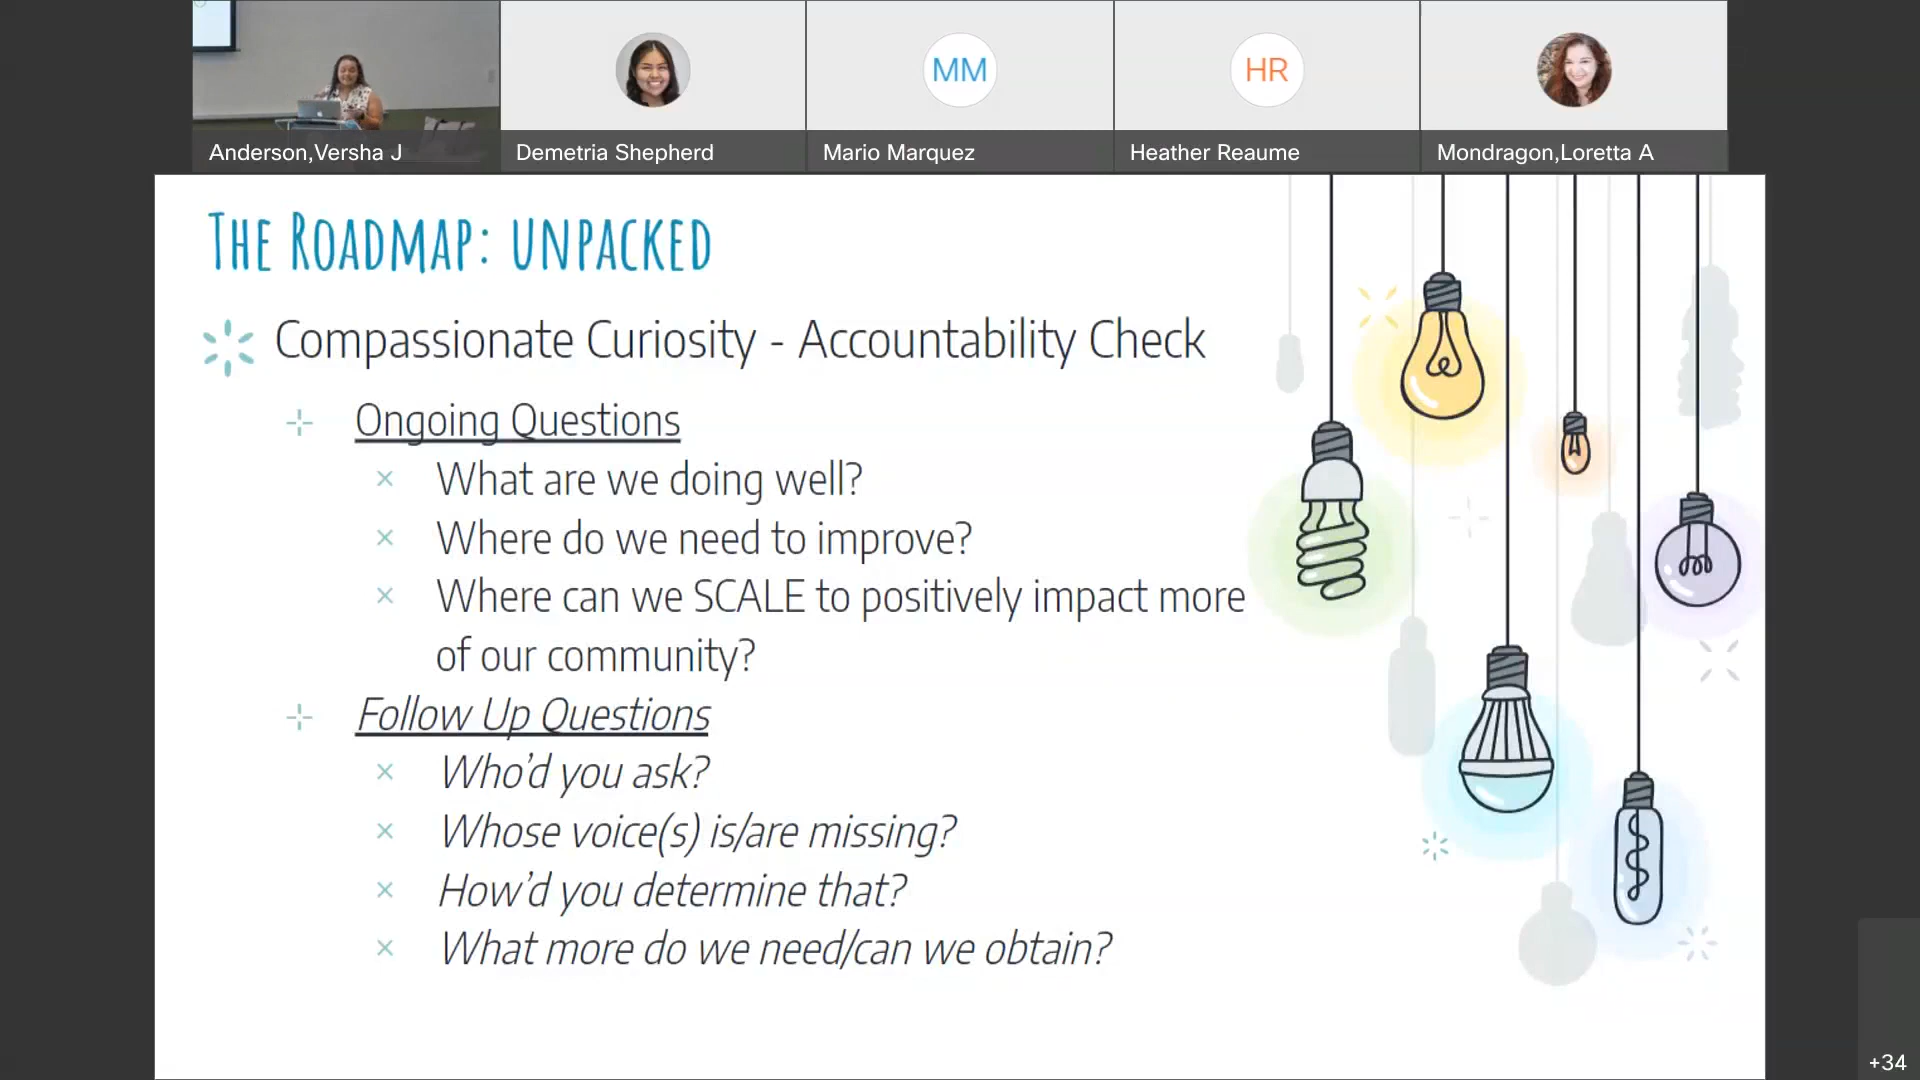 MM
HR
Anderson,Versha J
Demetria Shepherd
Mario Marquez
Heather Reaume
Mondragon,Loretta A
The Roadmap: unpacked
Compassionate Curiosity - Accountability Check
Ongoing Questions
What are we doing well?
Where do we need to improve?
Where can we SCALE to positively impact more
of our community?
Follow Up Questions
Who’d you ask?
Whose voice(s) is/are missing?
How’d you determine that?
What more do we need/can we obtain?
+34